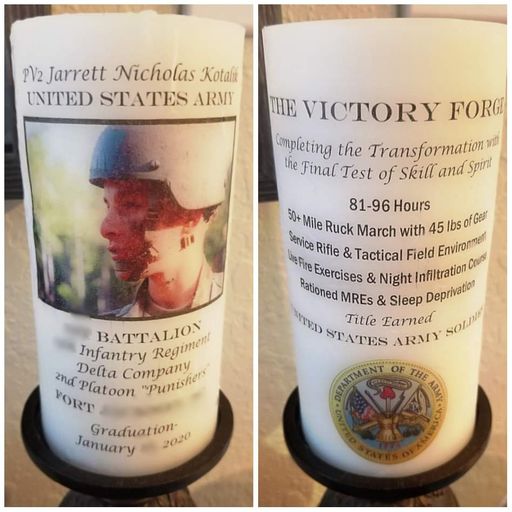 PV2 Jarrett Nicholas Kotalik
UNITED STATES ARMY
BATTALION
Infantry Regiment
Delta Company
2nd Platoon "Punishers"
FORT
Graduation-
January 2020
THE VICTORY FORGE
Completing the Transformation with
the Final Test of Skill and Spirit
81-96 Hours
50+ Mile Ruck March with 45 lbs of Gear
Service Rifle & Tactical Field Environment
Live Fire Exercises & Night Infiltration Course
Rationed MREs & Sleep Deprivation
Title Earned
UNITED STATES ARMY SOLDIER
DEPARTMENT OF THE ARMY
UNITED STATES OF AMERICA
1775